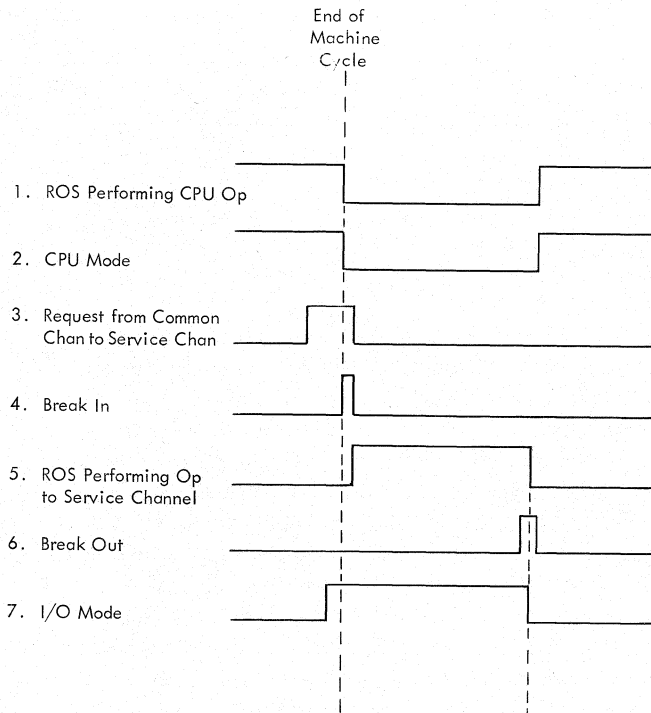 End of
Machine
Cycle
1. ROS Performing CPU Op
2. CPU Mode
3. Request from Common
Chan to Service Chan
4. Break In
5. ROS Performing Op
to Service Channel
6. Break Out
7. I/O Mode